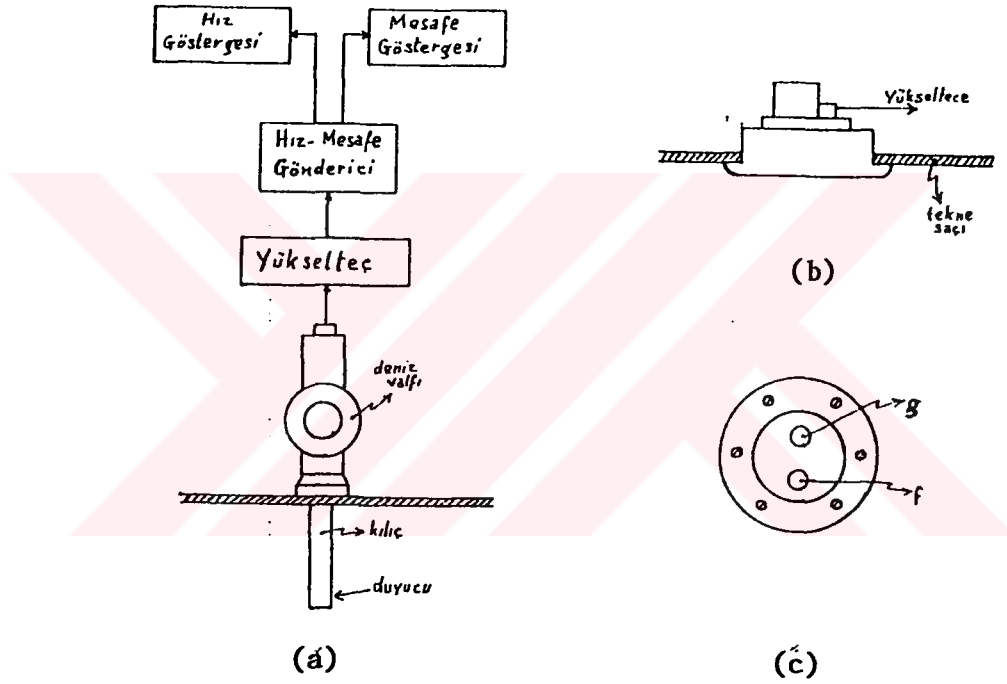 Hız
Göstergesi
Mesafe
Göstergesi
Hız-Mesafe
Gönderici
Yükselteç
deniz
valfı
kılıç
duyucu
(a)
Yükseltece
tekne
saçı
(b)
g
f
(c)